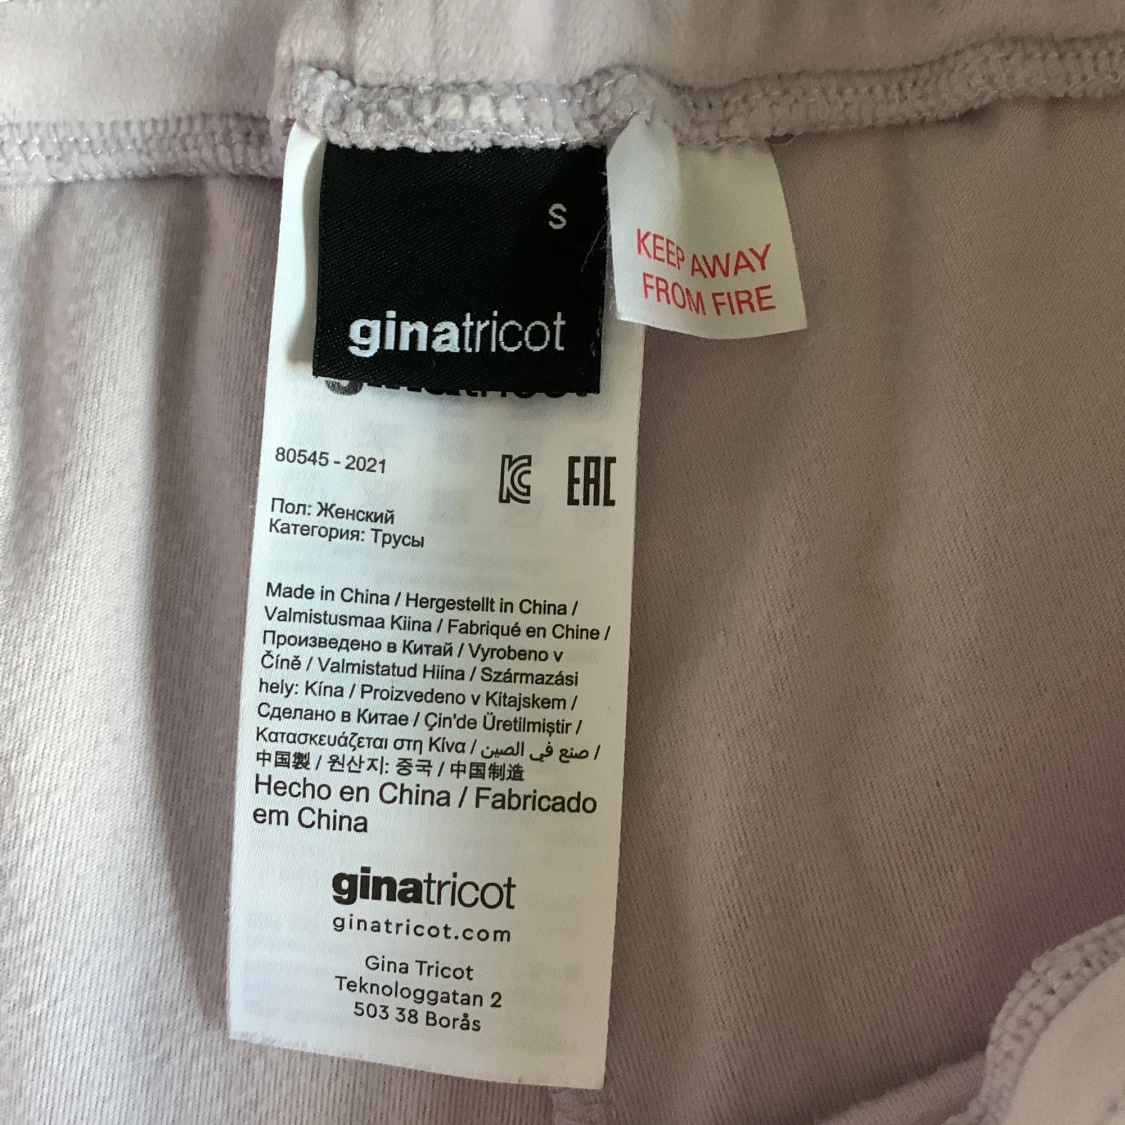 S
ginatricot
KEEP AWAY
FROM FIRE
80545 - 2021
EAC
Пол: Женский
Категория: Трусы
Made in China / Hergestellt in China /
Valmistusmaa Kiina / Fabriqué en Chine /
Произведено в Китай / Vyrobeno v
Číně / Valmistatud Hiina / Származási
hely: Kína / Proizvedeno v Kitajskem /
Сделано в Китае / Çin'de Üretilmiştir /
Κατασκευάζεται στη Κίνα / صنع في الصين /
中国製 / 원산지: 중국 / 中国制造
Hecho en China / Fabricado
em China
ginatricot
ginatricot.com
Gina Tricot
Teknologgatan 2
503 38 Borås